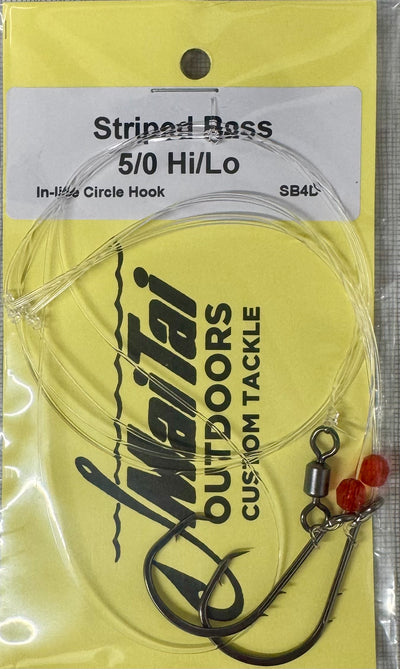 Striped Bass
5/0 Hi/Lo
In-line Circle Hook SB4D
MaiTai
OUTDOORS
CUSTOM TACKLE